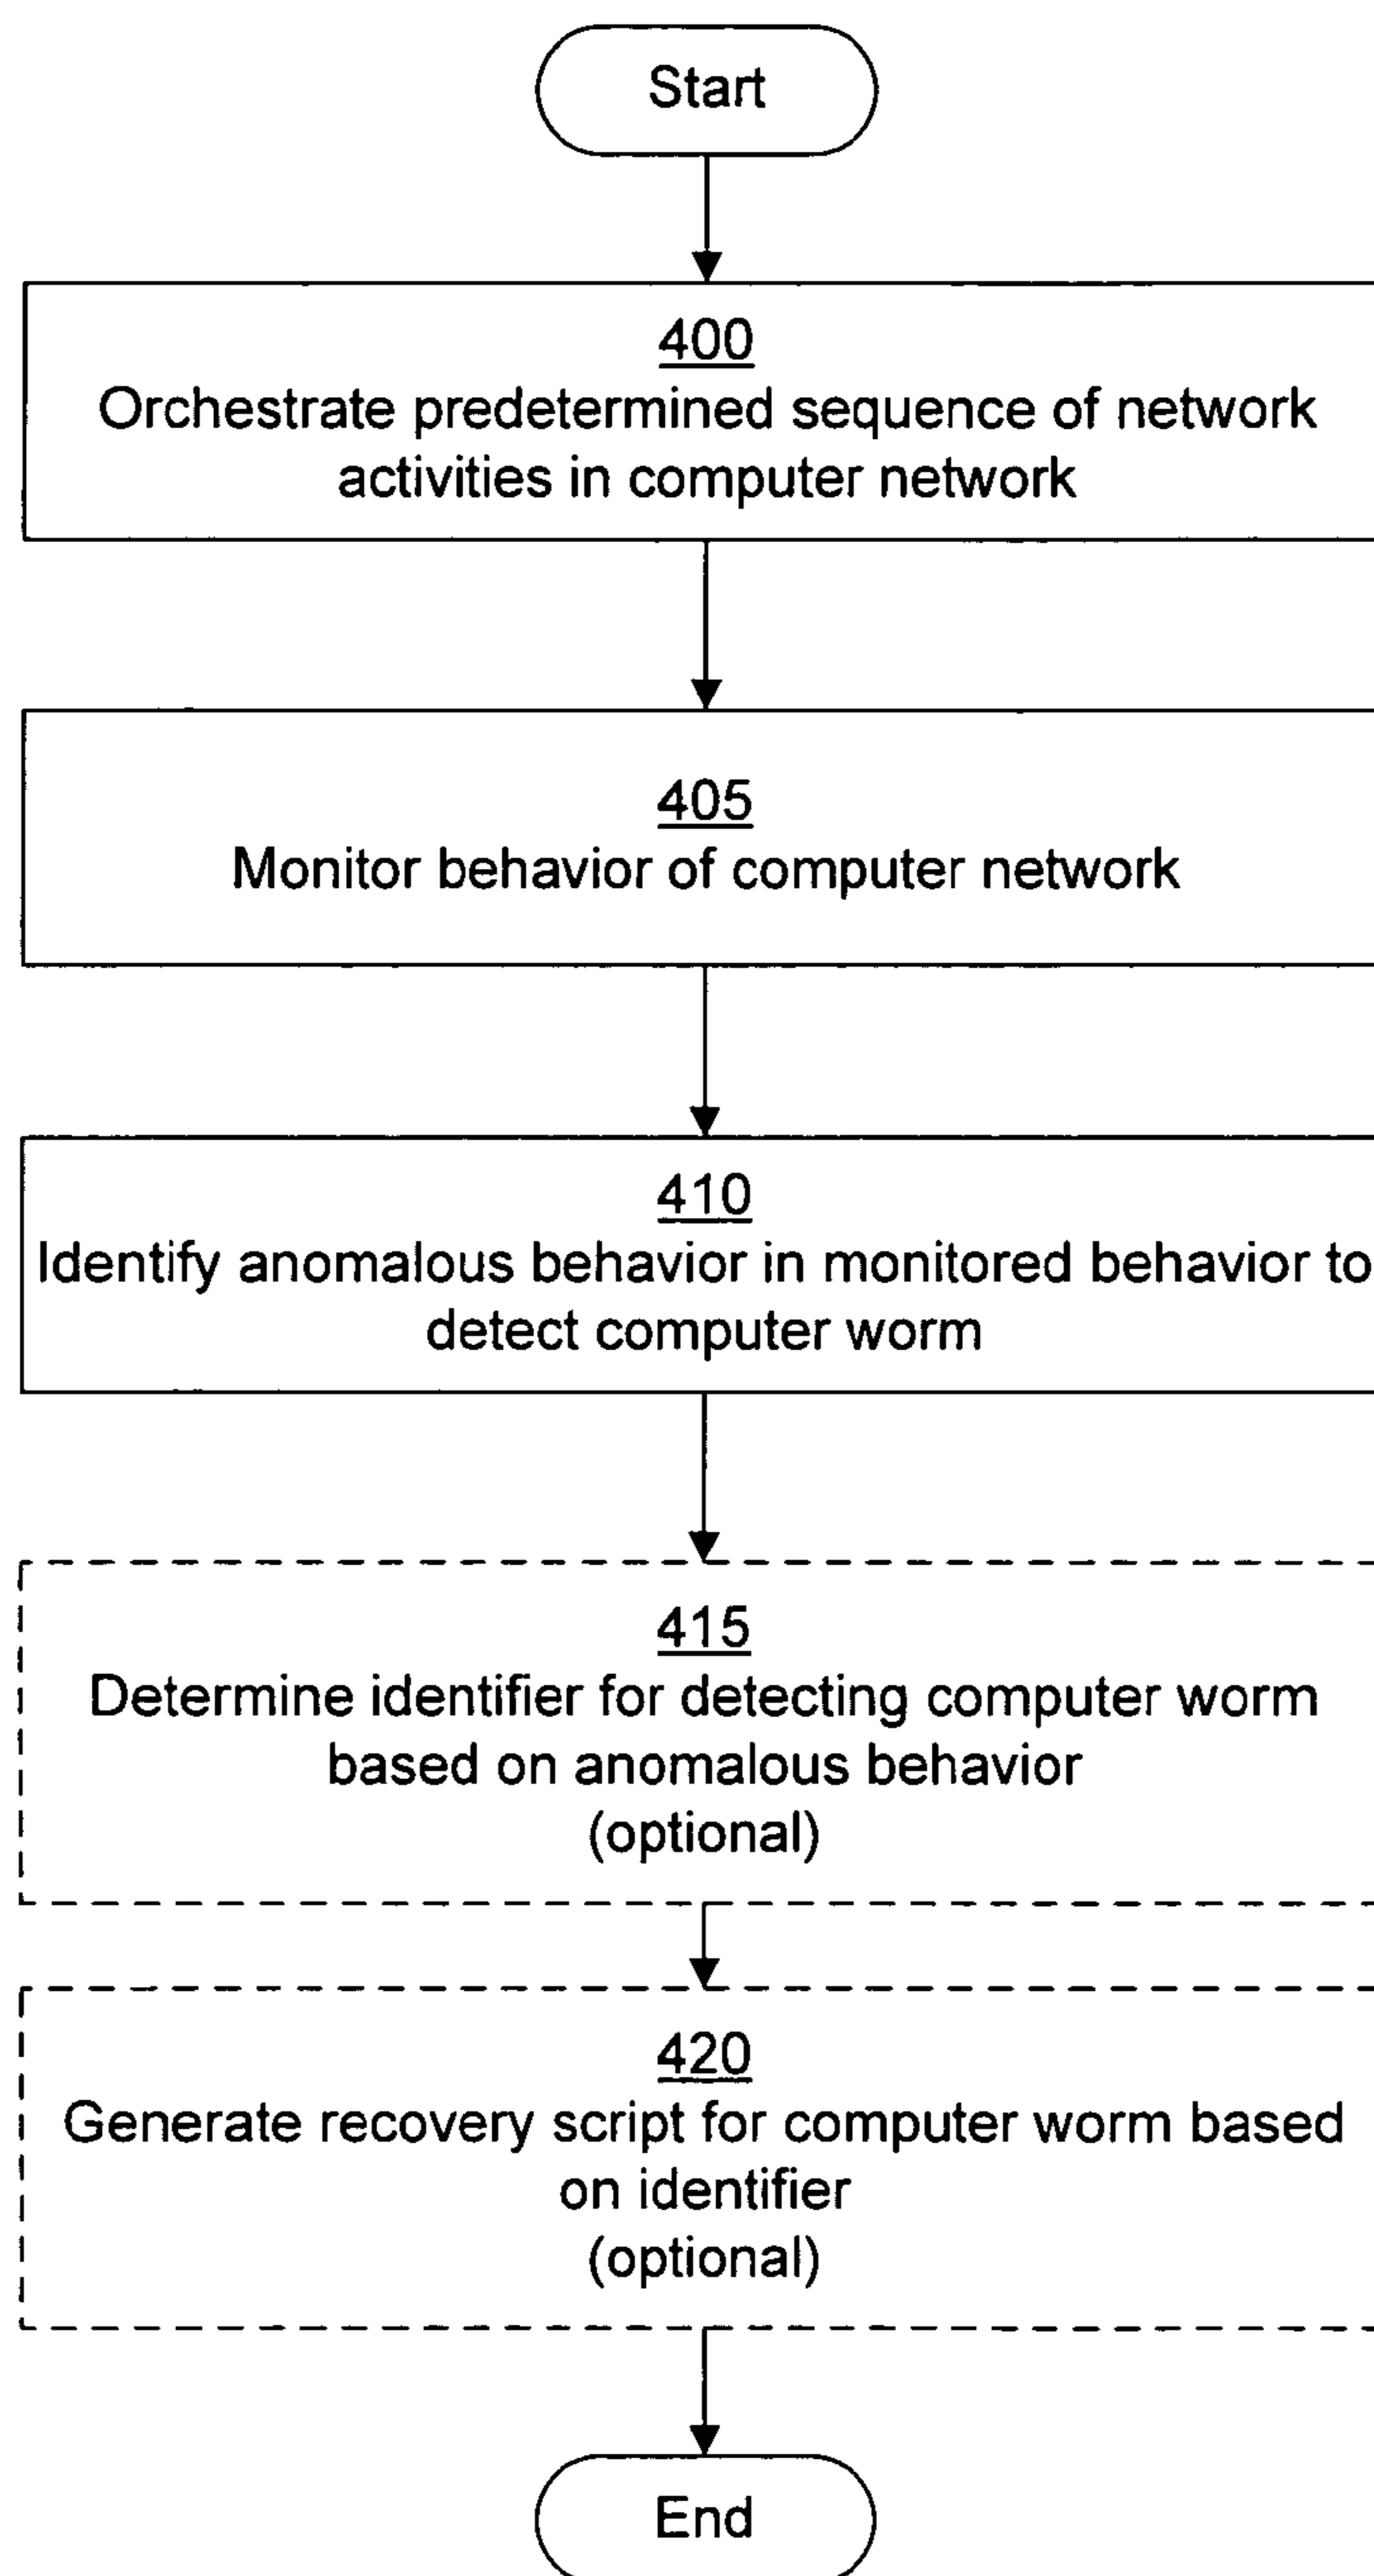 Start
400
Orchestrate predetermined sequence of network
activities in computer network
405
Monitor behavior of computer network
410
Identify anomalous behavior in monitored behavior to
detect computer worm
415
Determine identifier for detecting computer worm
based on anomalous behavior
(optional)
420
Generate recovery script for computer worm based
on identifier
(optional)
End